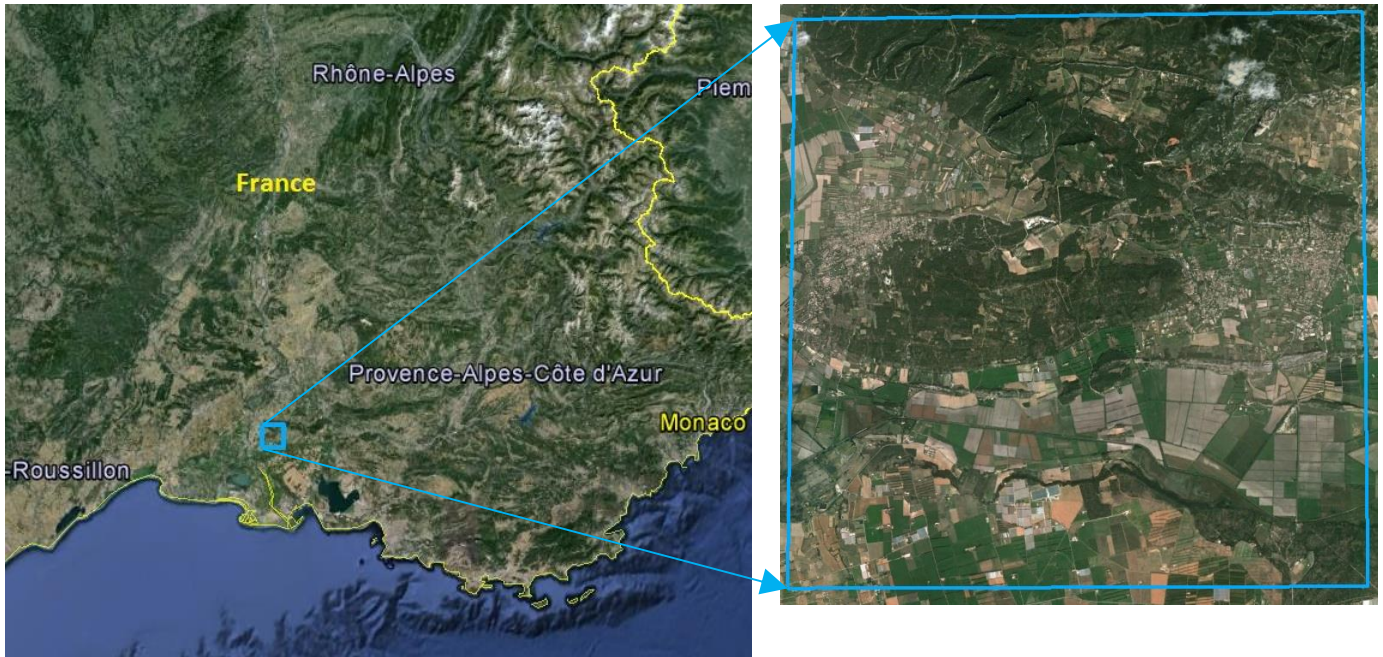 Rhône-Alpes
Piem
France
Provence-Alpes-Côte d'Azur
Monaco
-Roussillon